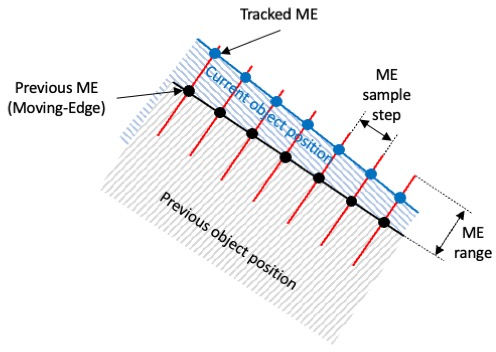 Tracked ME
Previous ME
(Moving-Edge)
Current object position
ME
sample
step
Previous object position
ME
range